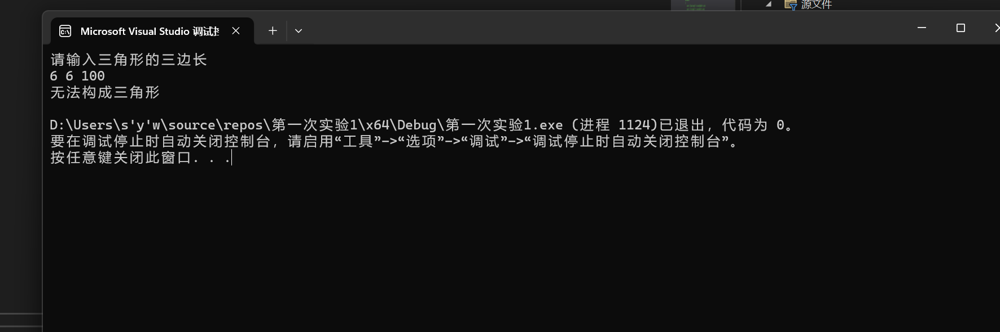 源文件
Microsoft Visual Studio 调试
请输入三角形的三边长
6 6 100
无法构成三角形
D:\Users\s'y'w\source\repos\第一次实验1\x64\Debug\第一次实验1.exe (进程 1124)已退出，代码为 0。
要在调试停止时自动关闭控制台，请启用“工具”->“选项”->“调试”->“调试停止时自动关闭控制台”。
按任意键关闭此窗口. . .